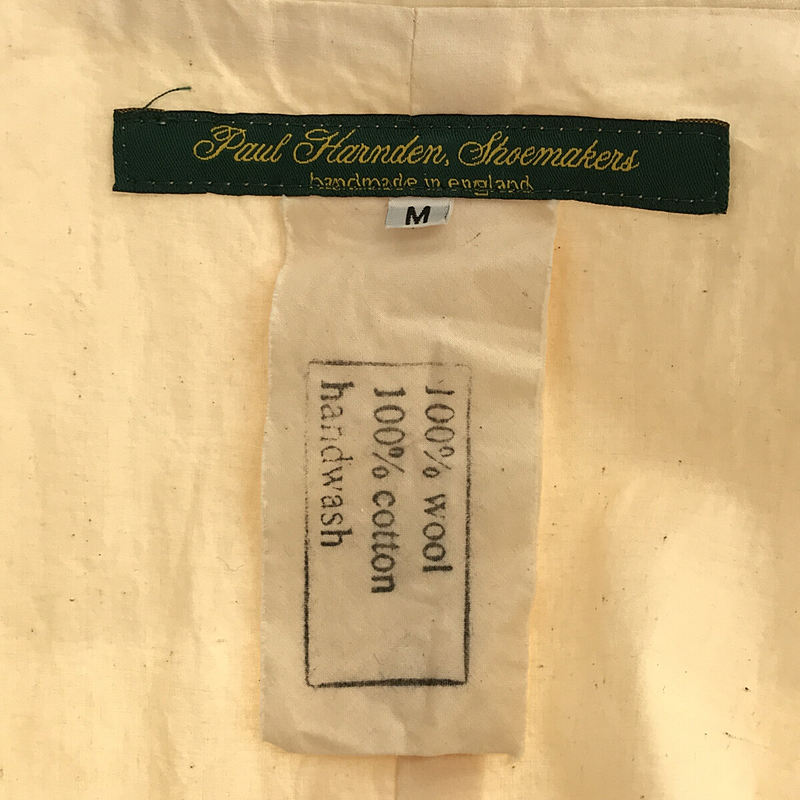 Paul Harnden, Shoemakers
handmade in england
M
100% wool
100% cotton
handwash